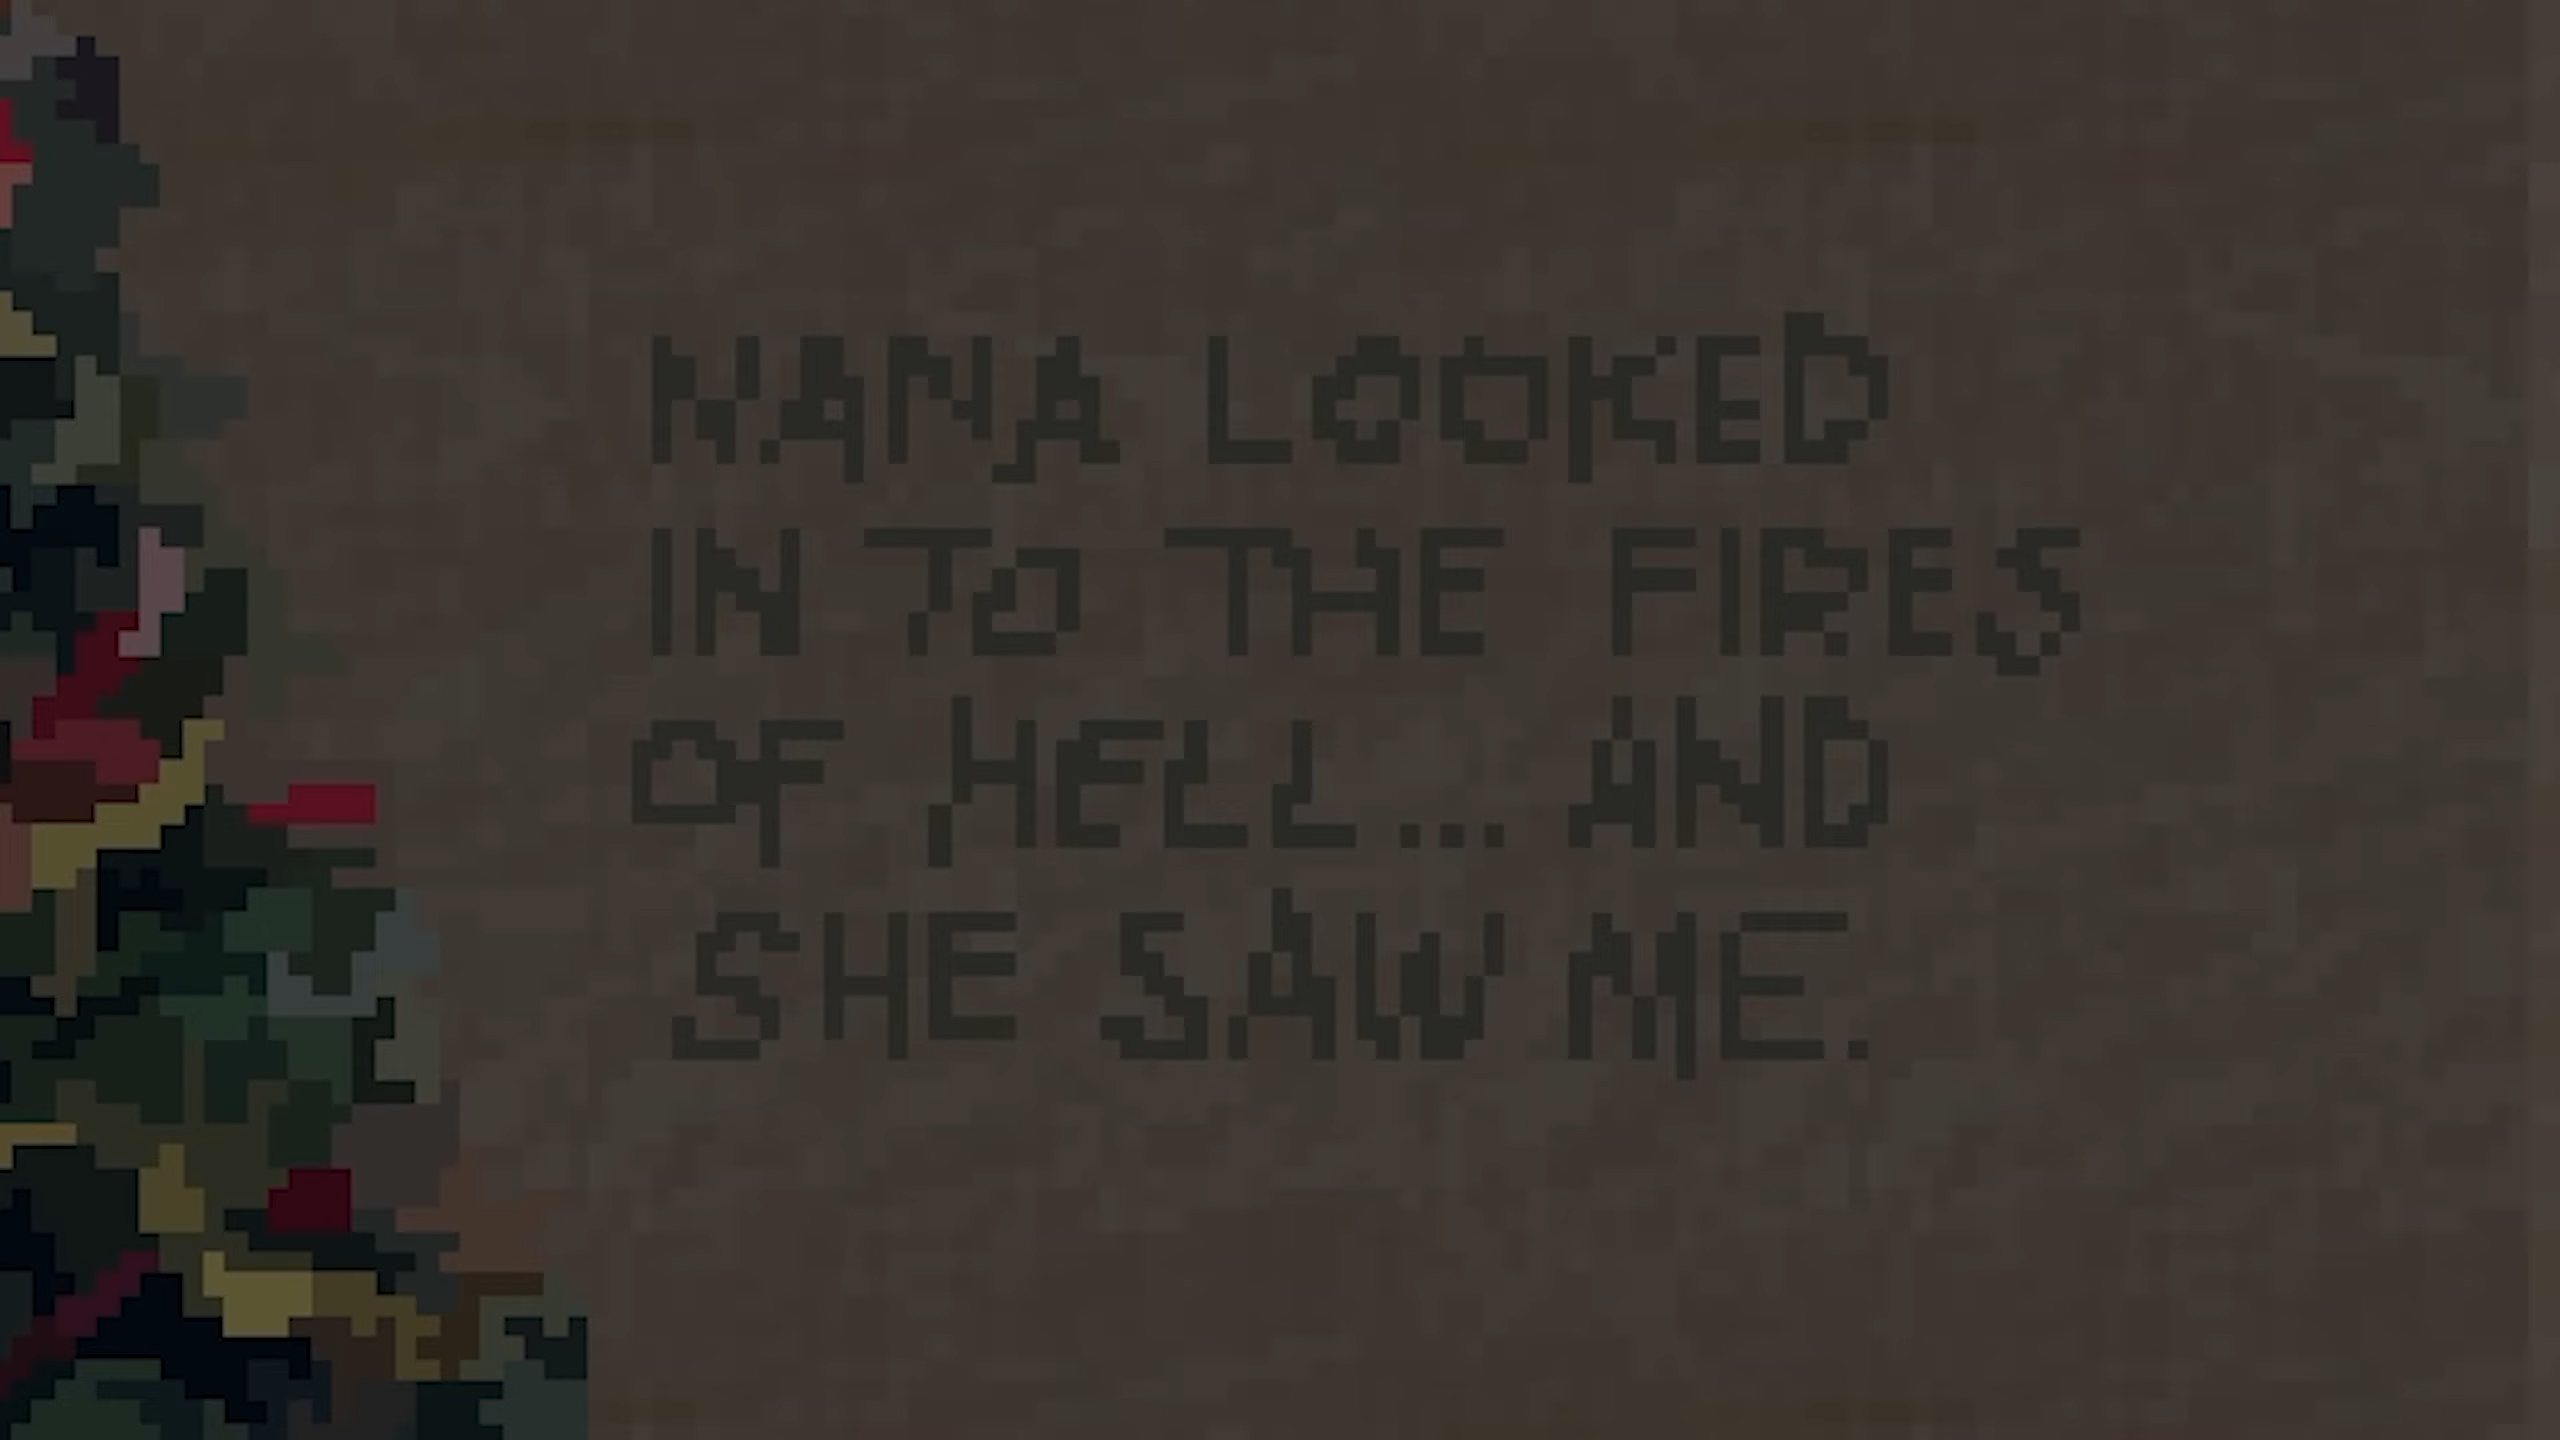 NANA LOOKED
IN TO THE FIRES
OF HELL... AND
SHE SAW ME.